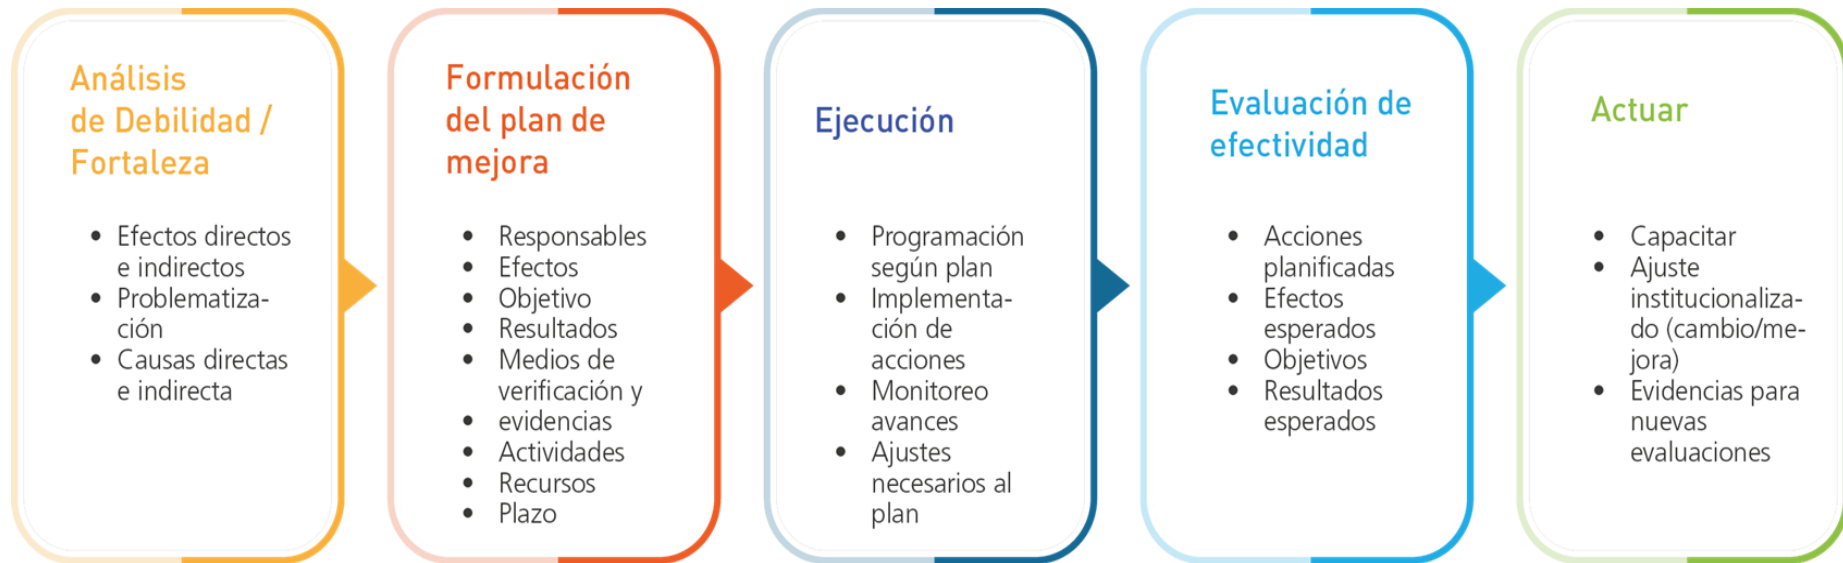 Análisis
de Debilidad /
Fortaleza
• Efectos directos
e indirectos
• Problematiza-
ción
• Causas directas
e indirecta
Formulación
del plan de
mejora
• Responsables
• Efectos
• Objetivo
• Resultados
• Medios de
verificación y
• evidencias
• Actividades
• Recursos
• Plazo
Ejecución
• Programación
según plan
• Implementa-
ción de
acciones
• Monitoreo
avances
• Ajustes
necesarios al
plan
Evaluación de
efectividad
• Acciones
planificadas
• Efectos
esperados
• Objetivos
• Resultados
esperados
Actuar
• Capacitar
• Ajuste
institucionaliza-
do (cambio/me-
jora)
• Evidencias para
nuevas
evaluaciones